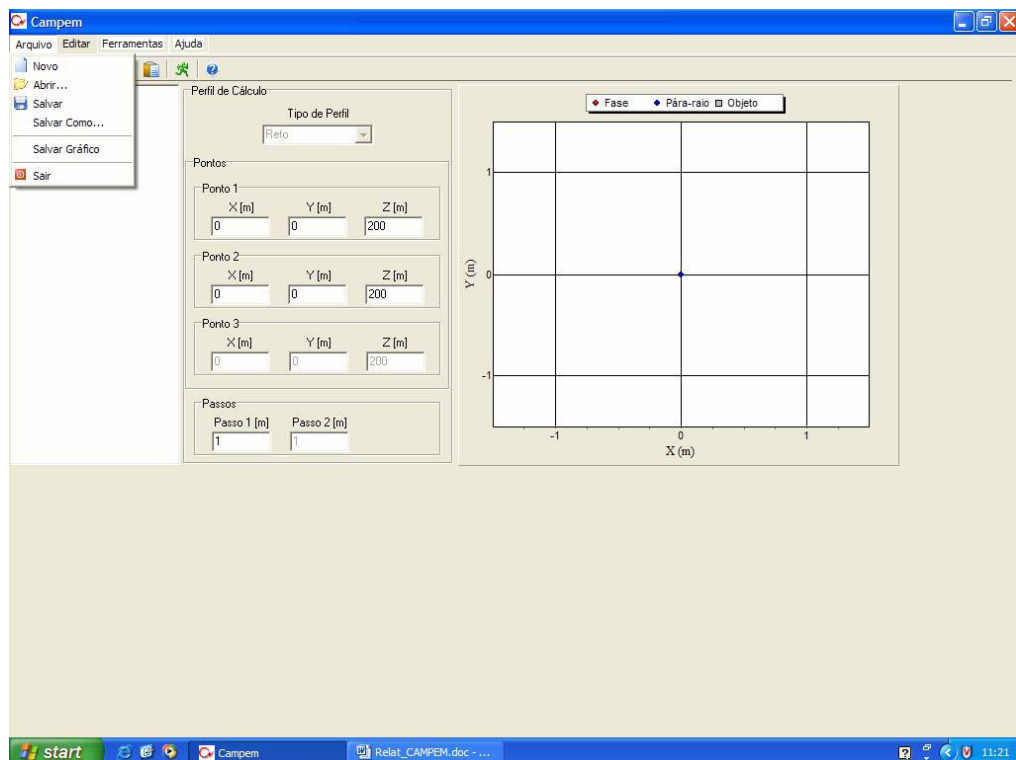 Campem
Arquivo Editar Ferramentas Ajuda
Novo
Abrir...
Salvar
Salvar Como...
Salvar Gráfico
Sair
Perfil de Cálculo
Tipo de Perfil
Reto
Pontos
Ponto 1
X [m] Y [m] Z [m]
0 0 200
Ponto 2
X [m] Y [m] Z [m]
0 0 200
Ponto 3
X [m] Y [m] Z [m]
0 0 200
Passos
Passo 1 [m] Passo 2 [m]
1 1
Fase Pára-raio Objeto
1
0
-1
Y (m)
-1 0 1
X (m)
start Campem Relat_CAMPEM.doc - ... 11:21